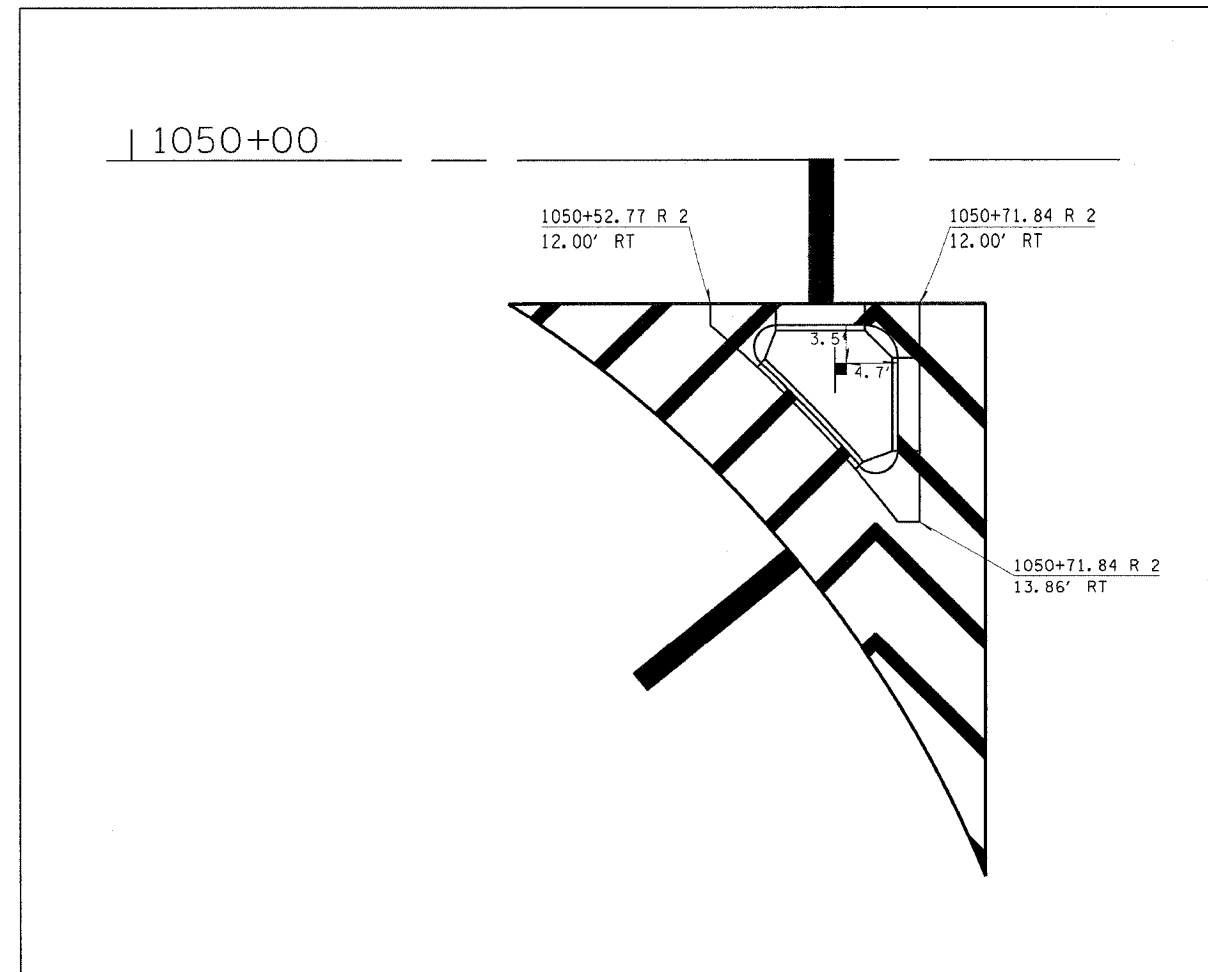 1050+00
1050+52.77 R 2
12.00' RT
1050+71.84 R 2
12.00' RT
3.5'
4.7'
1050+71.84 R 2
13.86' RT